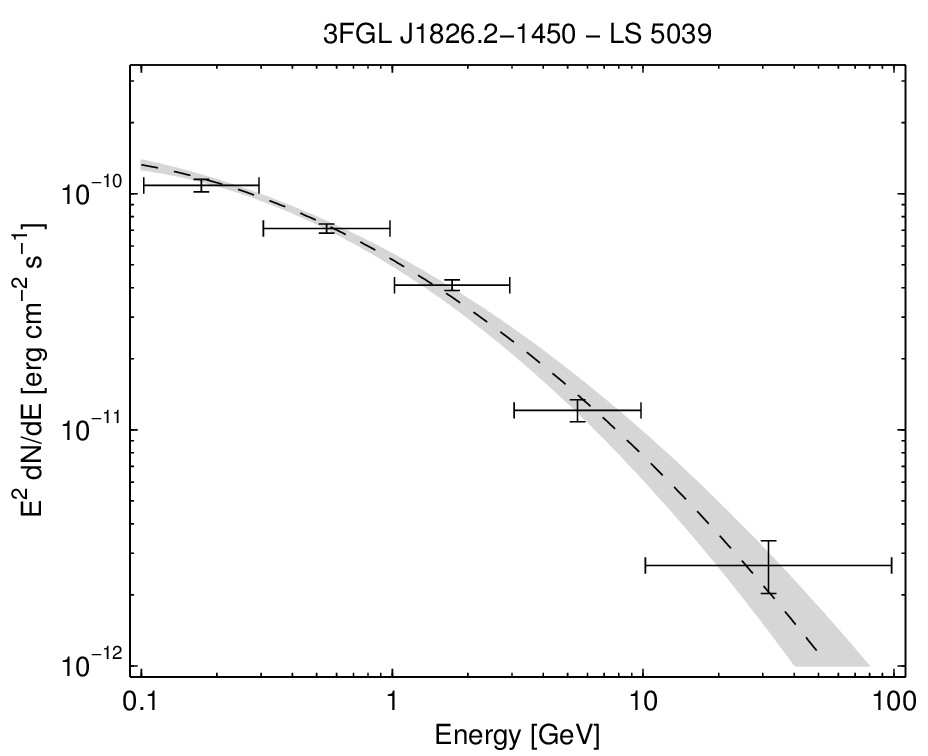 3FGL J1826.2−1450 − LS 5039
E² dN/dE [erg cm⁻² s⁻¹]
10⁻¹⁰
10⁻¹¹
10⁻¹²
0.1 1 10 100
Energy [GeV]